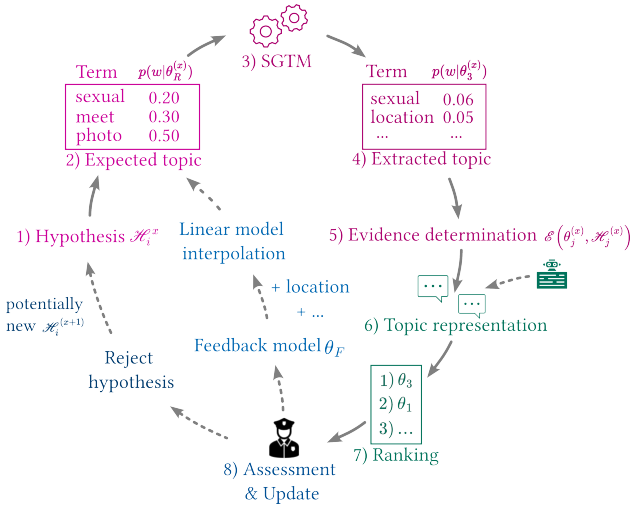 3) SGTM
Term p(w|θ_R^(x))
sexual 0.20
meet 0.30
photo 0.50
2) Expected topic
Term p(w|θ_3^(x))
sexual 0.06
location 0.05
... ...
4) Extracted topic
1) Hypothesis ℋ_i^x
Linear model
interpolation
5) Evidence determination ℰ(θ_j^(x), ℋ_j^(x))
+ location
+ ...
potentially
new ℋ_i^(x+1)
6) Topic representation
Feedback model θ_F
Reject
hypothesis
1) θ_3
2) θ_1
3) ...
7) Ranking
8) Assessment
& Update